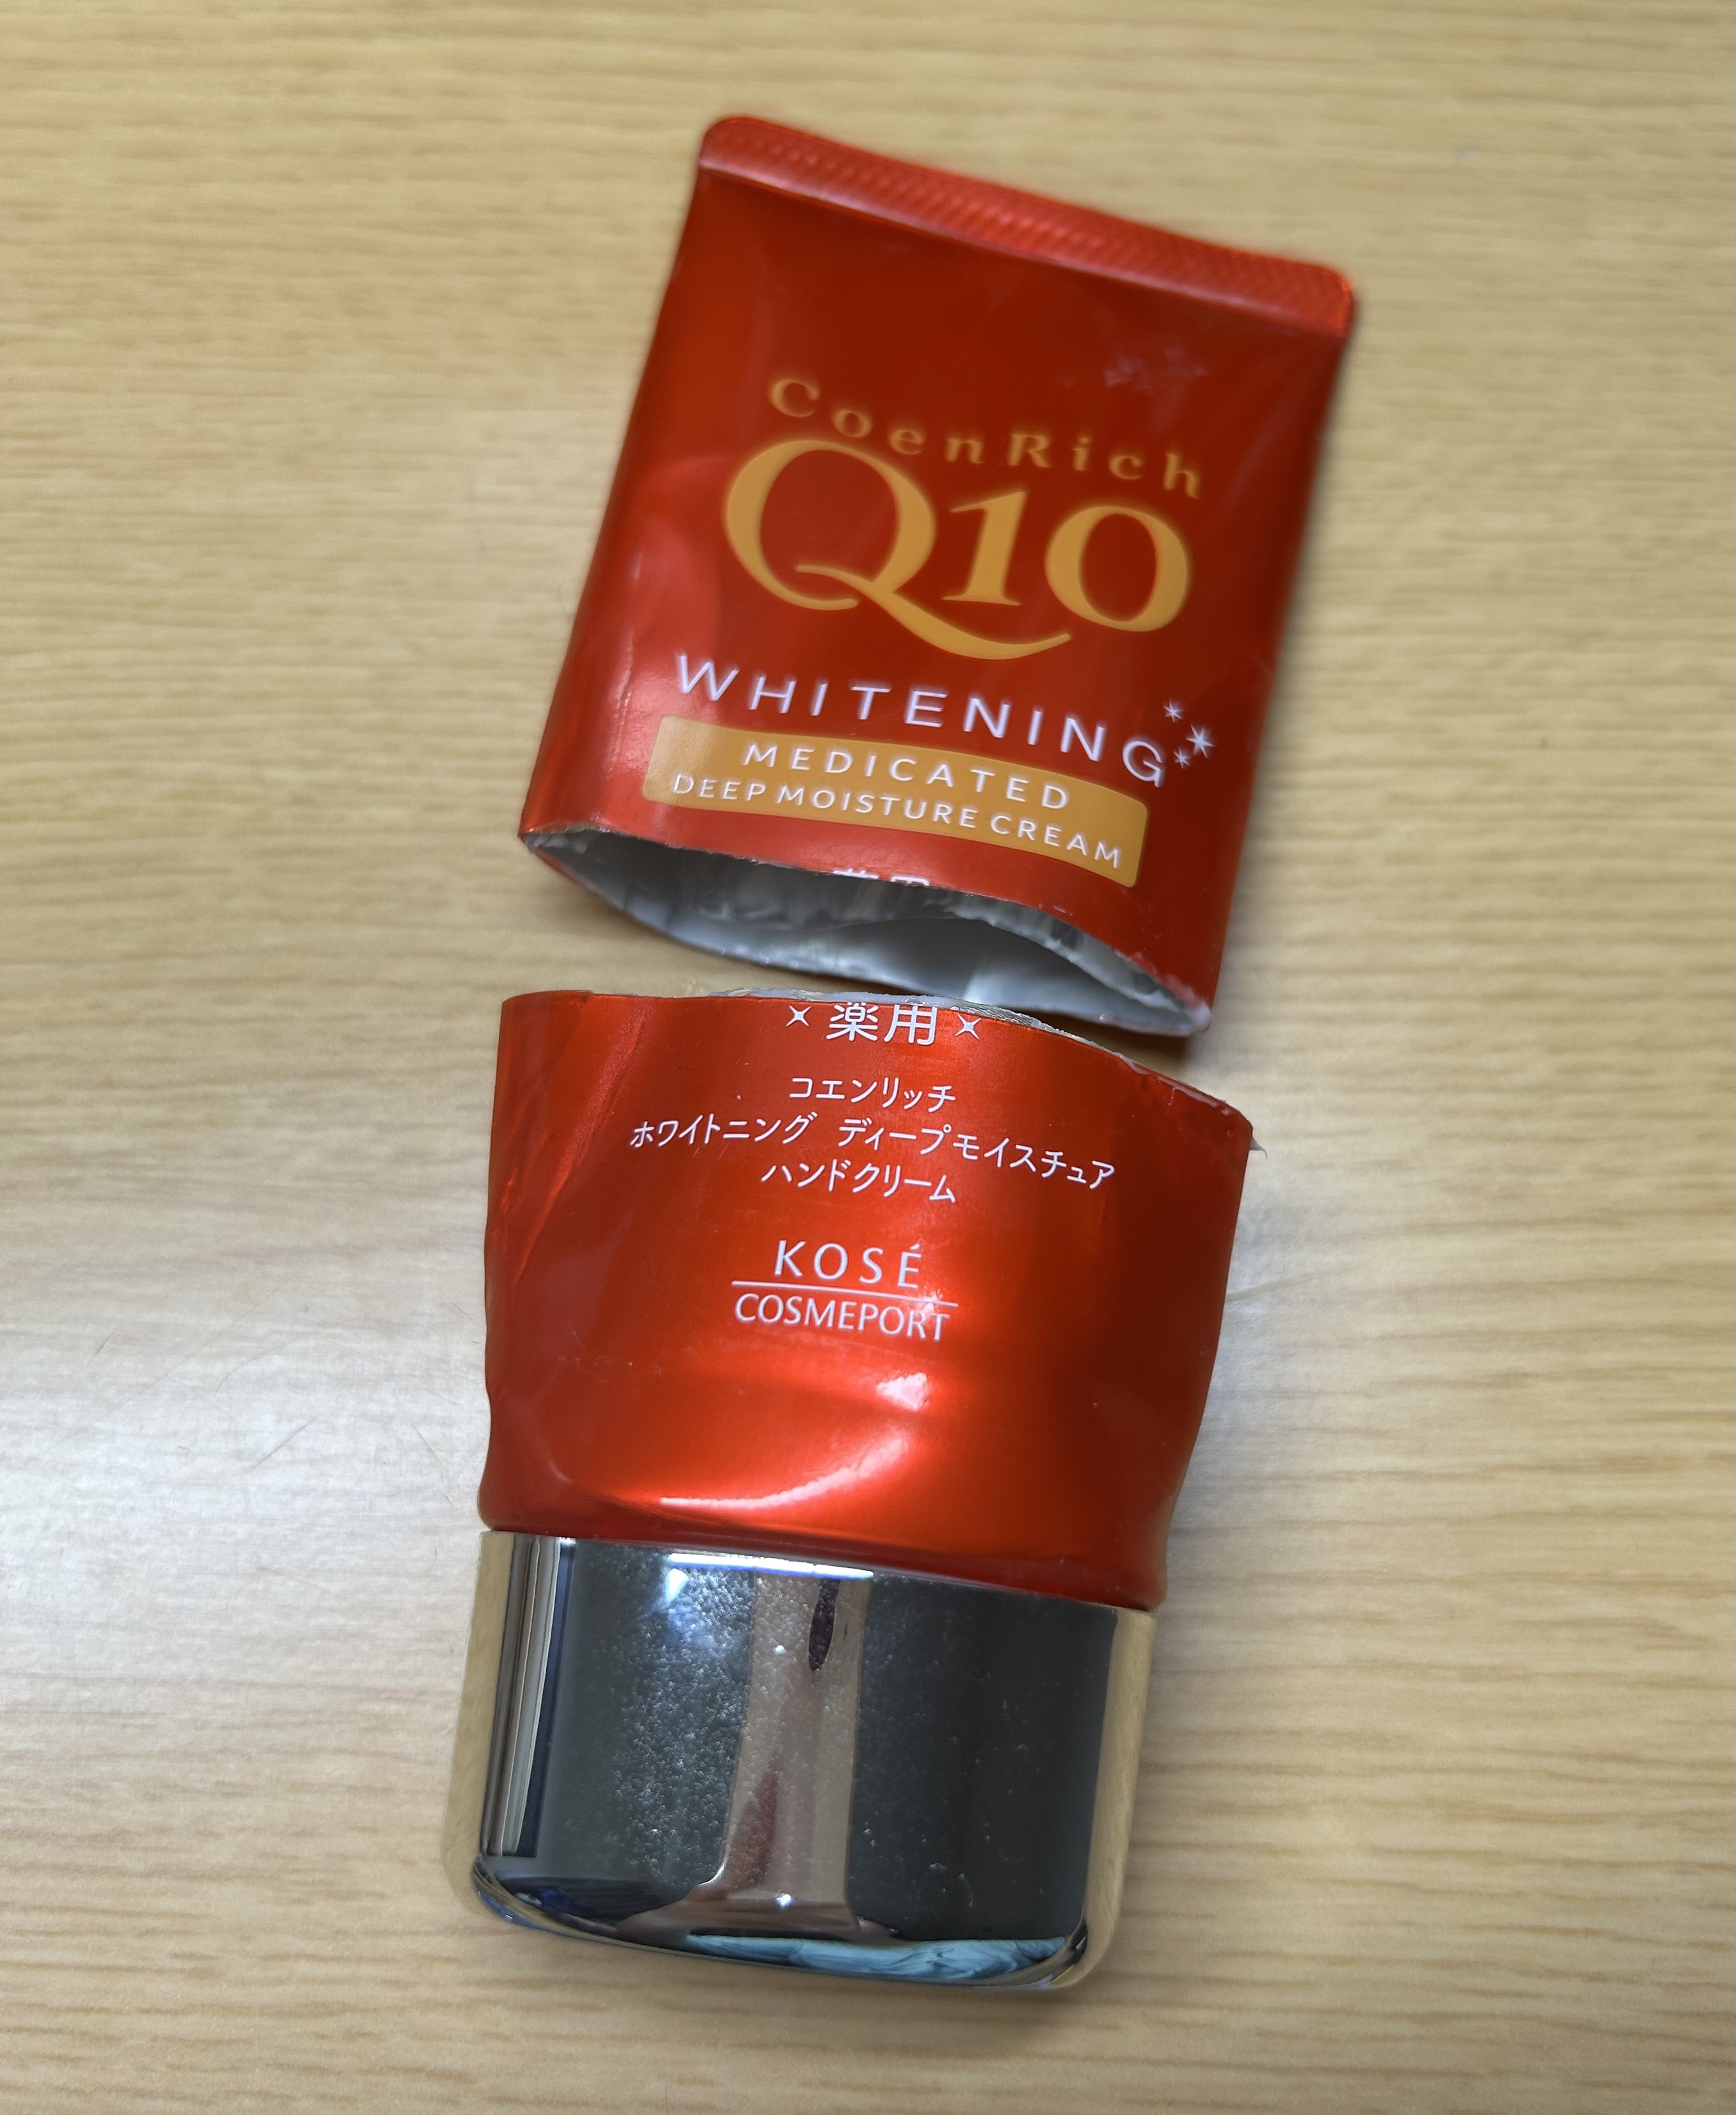 CoenRich
Q10
WHITENING
MEDICATED
DEEP MOISTURE CREAM
薬用
コエンリッチ
ホワイトニング ディープモイスチュア
ハンドクリーム
KOSÉ
COSMEPORT